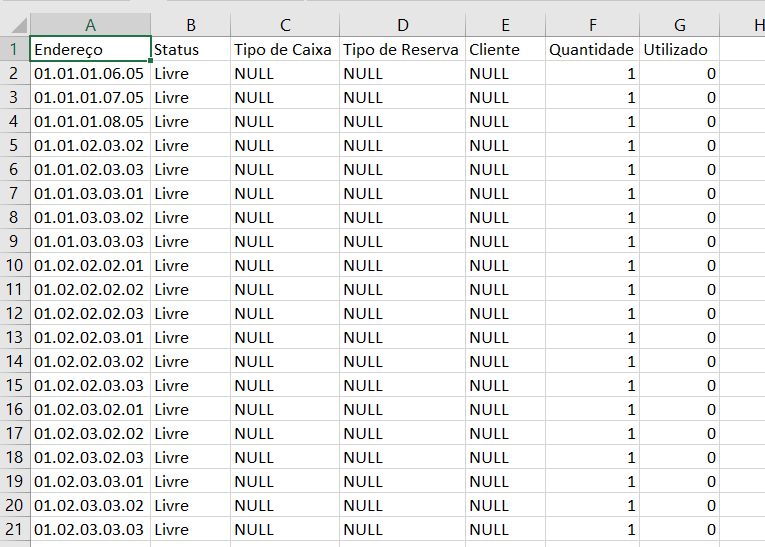 A B C D E F G H
1 Endereço Status Tipo de Caixa Tipo de Reserva Cliente Quantidade Utilizado
2 01.01.01.06.05 Livre NULL NULL NULL 1 0
3 01.01.01.07.05 Livre NULL NULL NULL 1 0
4 01.01.01.08.05 Livre NULL NULL NULL 1 0
5 01.01.02.03.02 Livre NULL NULL NULL 1 0
6 01.01.02.03.03 Livre NULL NULL NULL 1 0
7 01.01.03.03.01 Livre NULL NULL NULL 1 0
8 01.01.03.03.02 Livre NULL NULL NULL 1 0
9 01.01.03.03.03 Livre NULL NULL NULL 1 0
10 01.02.02.02.01 Livre NULL NULL NULL 1 0
11 01.02.02.02.02 Livre NULL NULL NULL 1 0
12 01.02.02.02.03 Livre NULL NULL NULL 1 0
13 01.02.02.03.01 Livre NULL NULL NULL 1 0
14 01.02.02.03.02 Livre NULL NULL NULL 1 0
15 01.02.02.03.03 Livre NULL NULL NULL 1 0
16 01.02.03.02.01 Livre NULL NULL NULL 1 0
17 01.02.03.02.02 Livre NULL NULL NULL 1 0
18 01.02.03.02.03 Livre NULL NULL NULL 1 0
19 01.02.03.03.01 Livre NULL NULL NULL 1 0
20 01.02.03.03.02 Livre NULL NULL NULL 1 0
21 01.02.03.03.03 Livre NULL NULL NULL 1 0